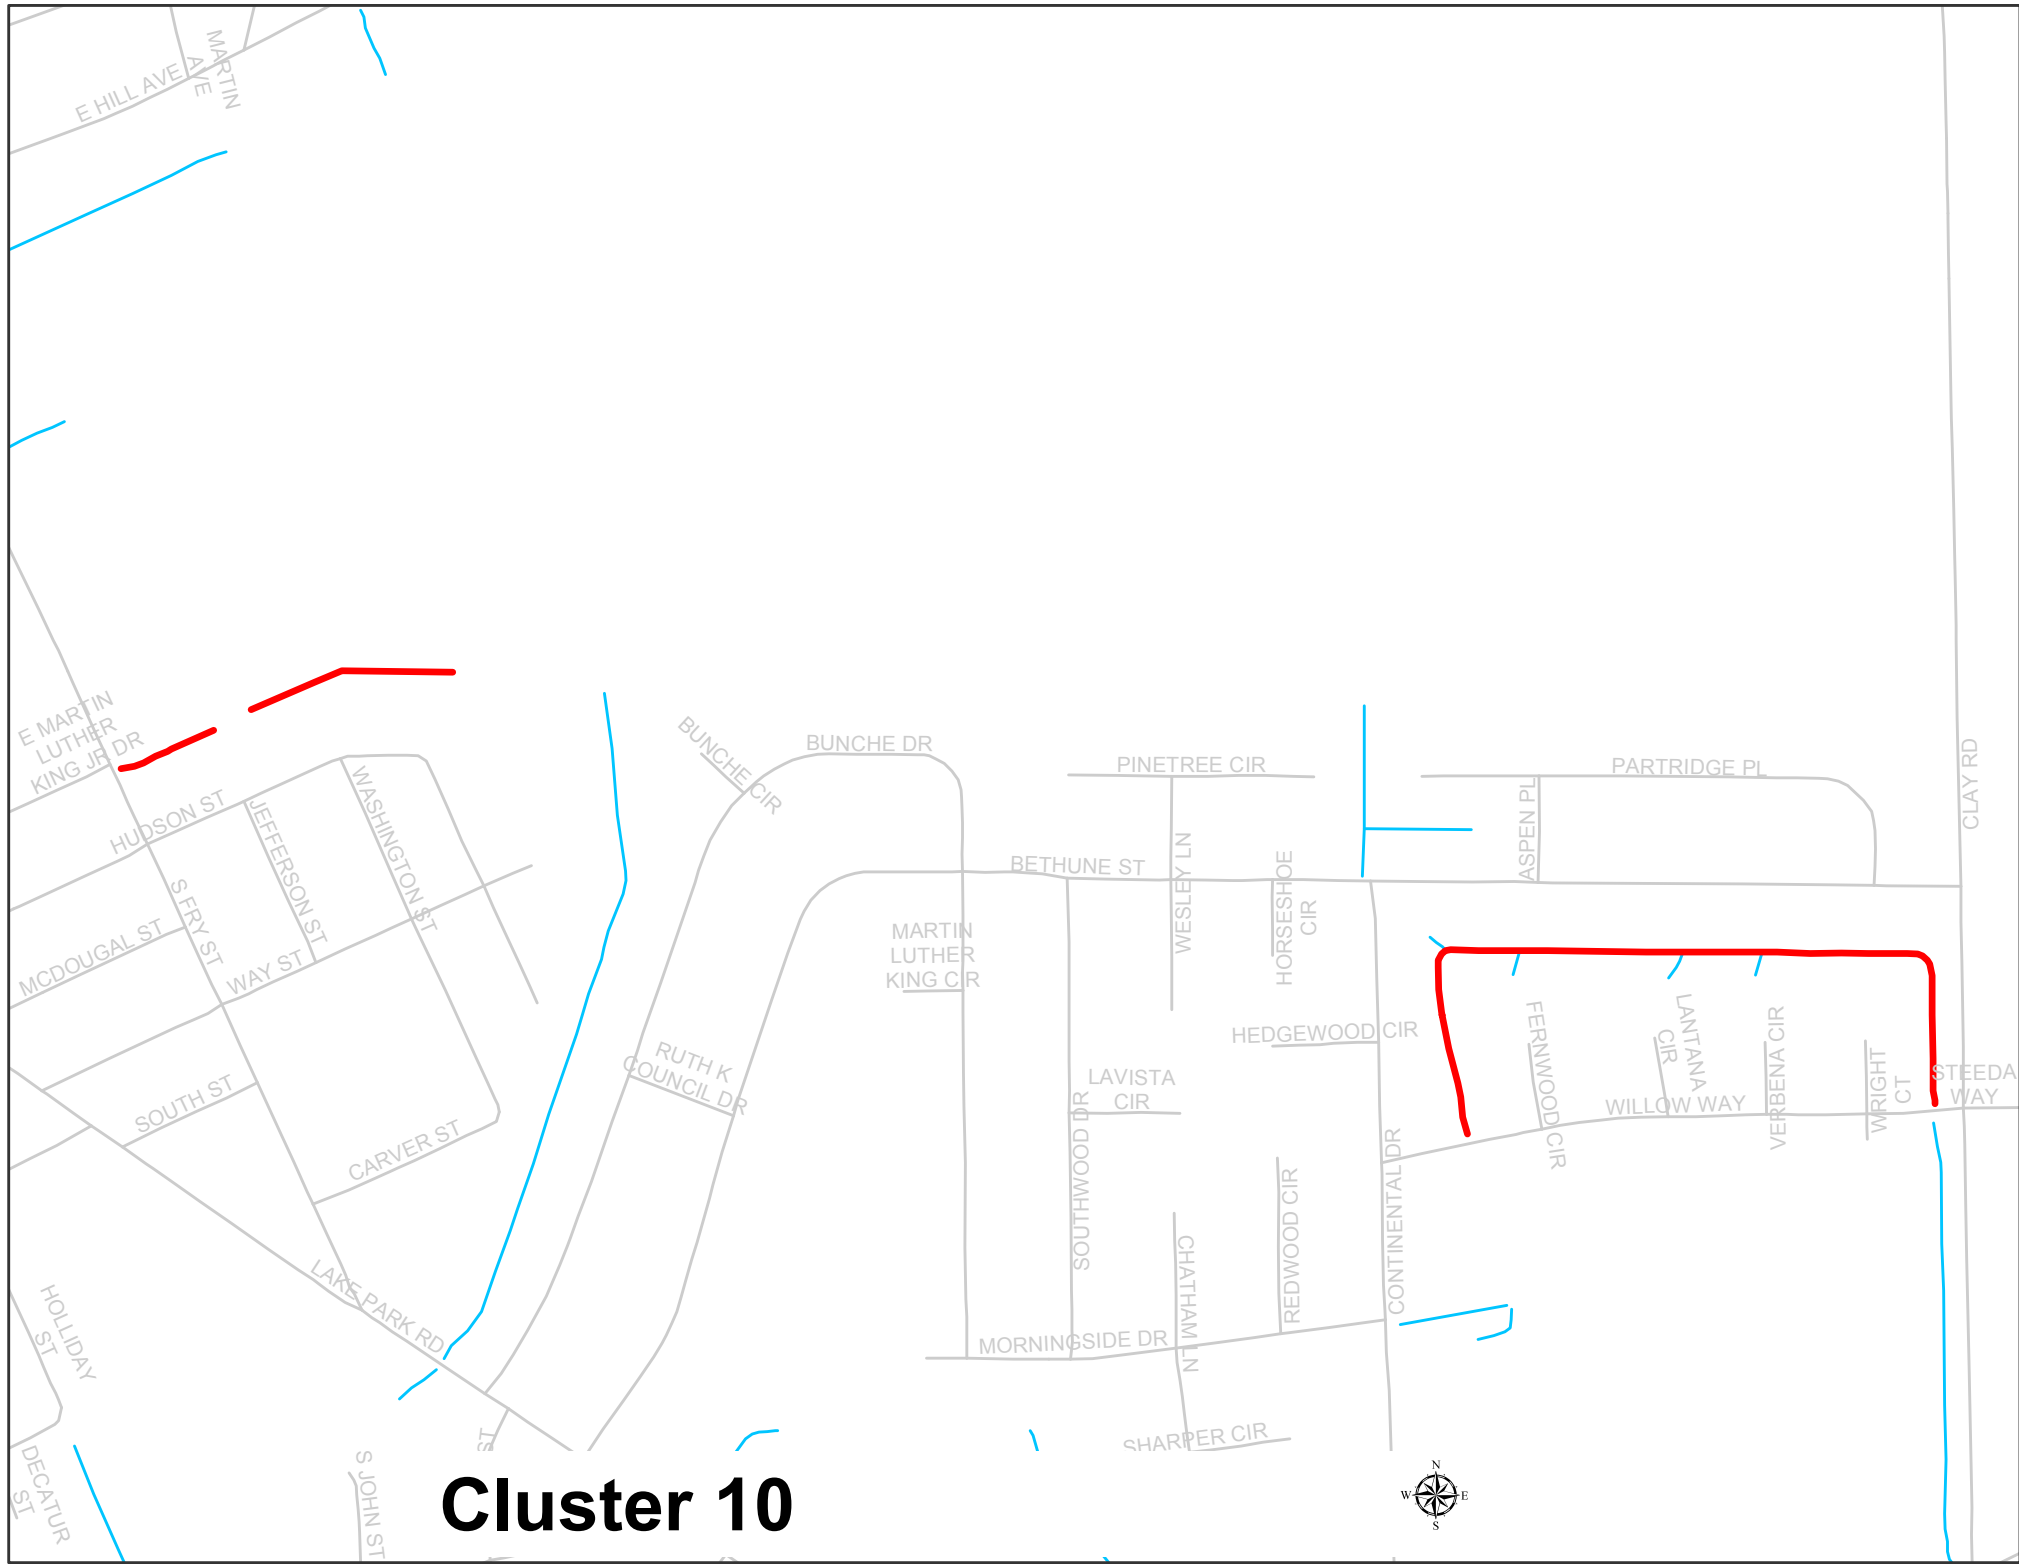 MARTIN
AVE
E HILL AVE
E MARTIN
LUTHER
KING JR DR
HUDSON ST
JEFFERSON ST
WASHINGTON ST
S FRY ST
MCDOUGAL ST
WAY ST
SOUTH ST
CARVER ST
LAKE PARK RD
HOLLIDAY
ST
DECATUR
ST
S JOHN ST
ST
BUNCHE CIR
BUNCHE DR
RUTH K
COUNCIL DR
MARTIN
LUTHER
KING CIR
BETHUNE ST
PINETREE CIR
WESLEY LN
HORSESHOE
CIR
HEDGEWOOD CIR
LAVISTA
CIR
SOUTHWOOD DR
REDWOOD CIR
CHATHAM LN
MORNINGSIDE DR
SHARPER CIR
CONTINENTAL DR
PARTRIDGE PL
ASPEN PL
CLAY RD
FERNWOOD CIR
LANTANA
CIR
VERBENA CIR
WRIGHT
CT
WILLOW WAY
STEEDA
WAY
Cluster 10
N
W
E
S